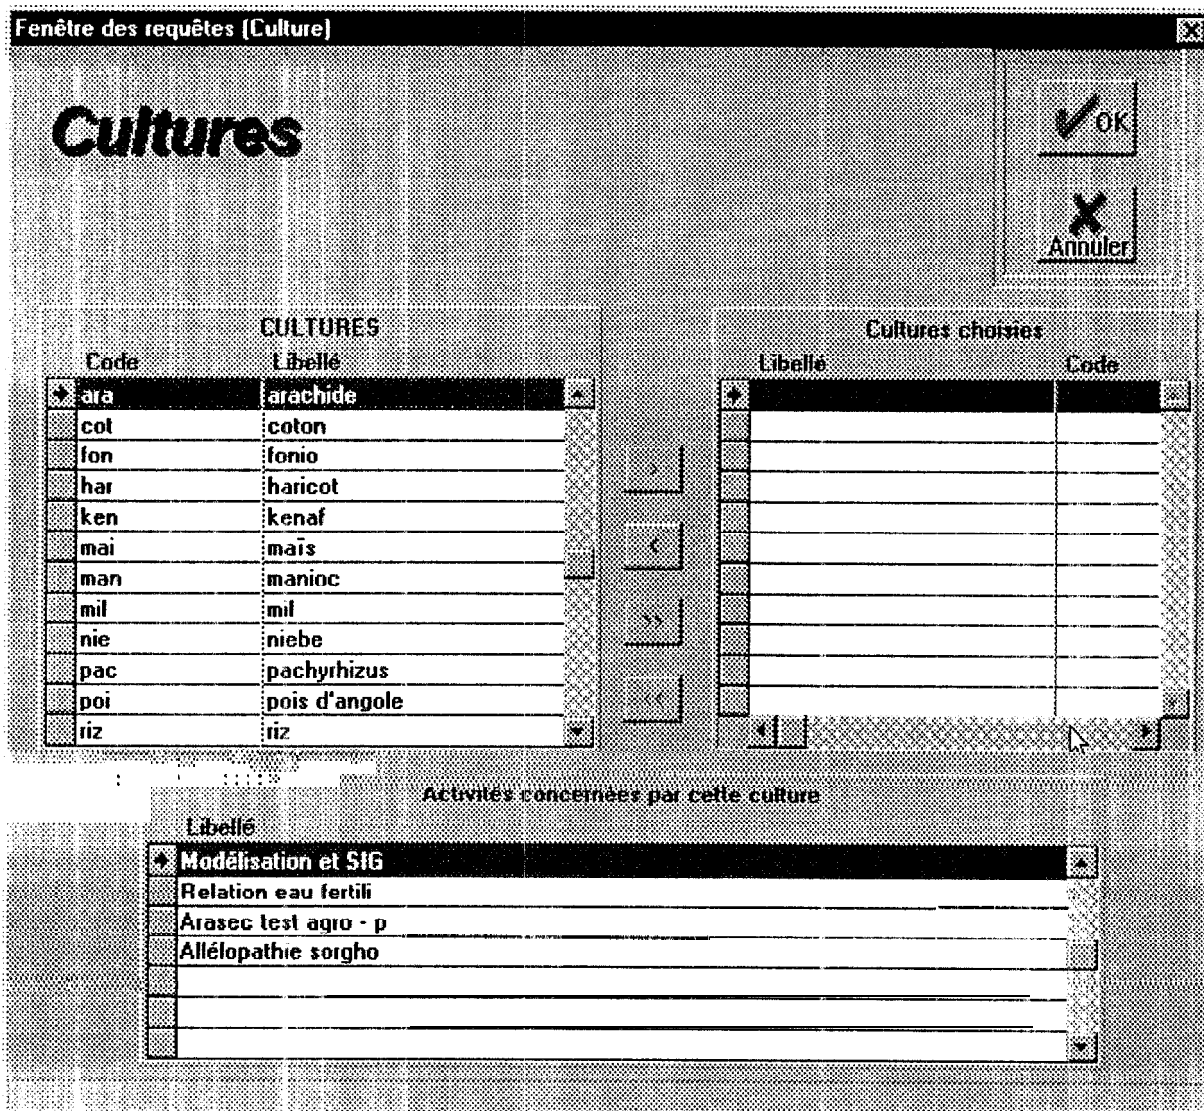 Fenêtre des requêtes (Culture)
Cultures
OK
Annuler
CULTURES
Code Libellé
ara arachide
cot coton
fon fonio
har haricot
ken kenaf
mai maïs
man manioc
mil mil
nie niebe
pac pachyrhizus
poi pois d'angole
riz riz
>
<
>>
<<
Cultures choisies
Libellé Code
Activités concernées par cette culture
Libellé
Modélisation et SIG
Relation eau fertili
Arasec test agro - p
Allélopathie sorgho